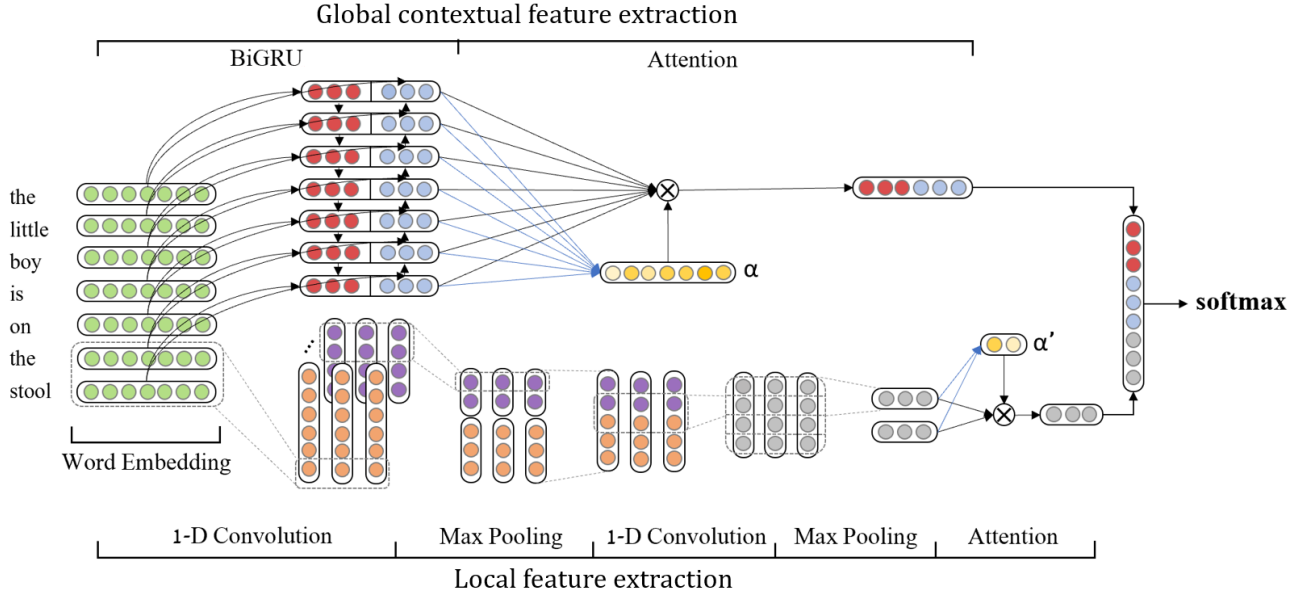 Global contextual feature extraction
BiGRU
Attention
the
little
boy
is
on
the
stool
α
softmax
α'
Word Embedding
1-D Convolution
Max Pooling
1-D Convolution
Max Pooling
Attention
Local feature extraction